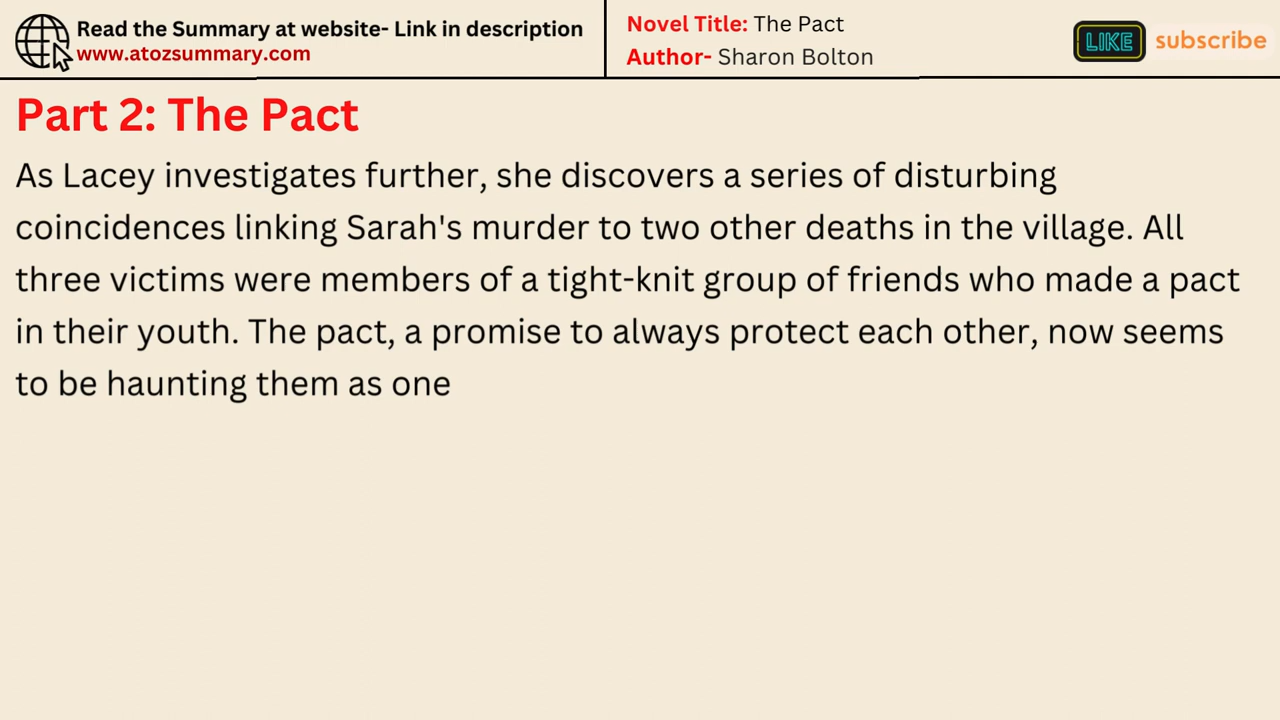 Read the Summary at website- Link in description
www.atozsummary.com
Novel Title: The Pact
Author- Sharon Bolton
LIKE
subscribe
Part 2: The Pact
As Lacey investigates further, she discovers a series of disturbing
coincidences linking Sarah's murder to two other deaths in the village. All
three victims were members of a tight-knit group of friends who made a pact
in their youth. The pact, a promise to always protect each other, now seems
to be haunting them as one